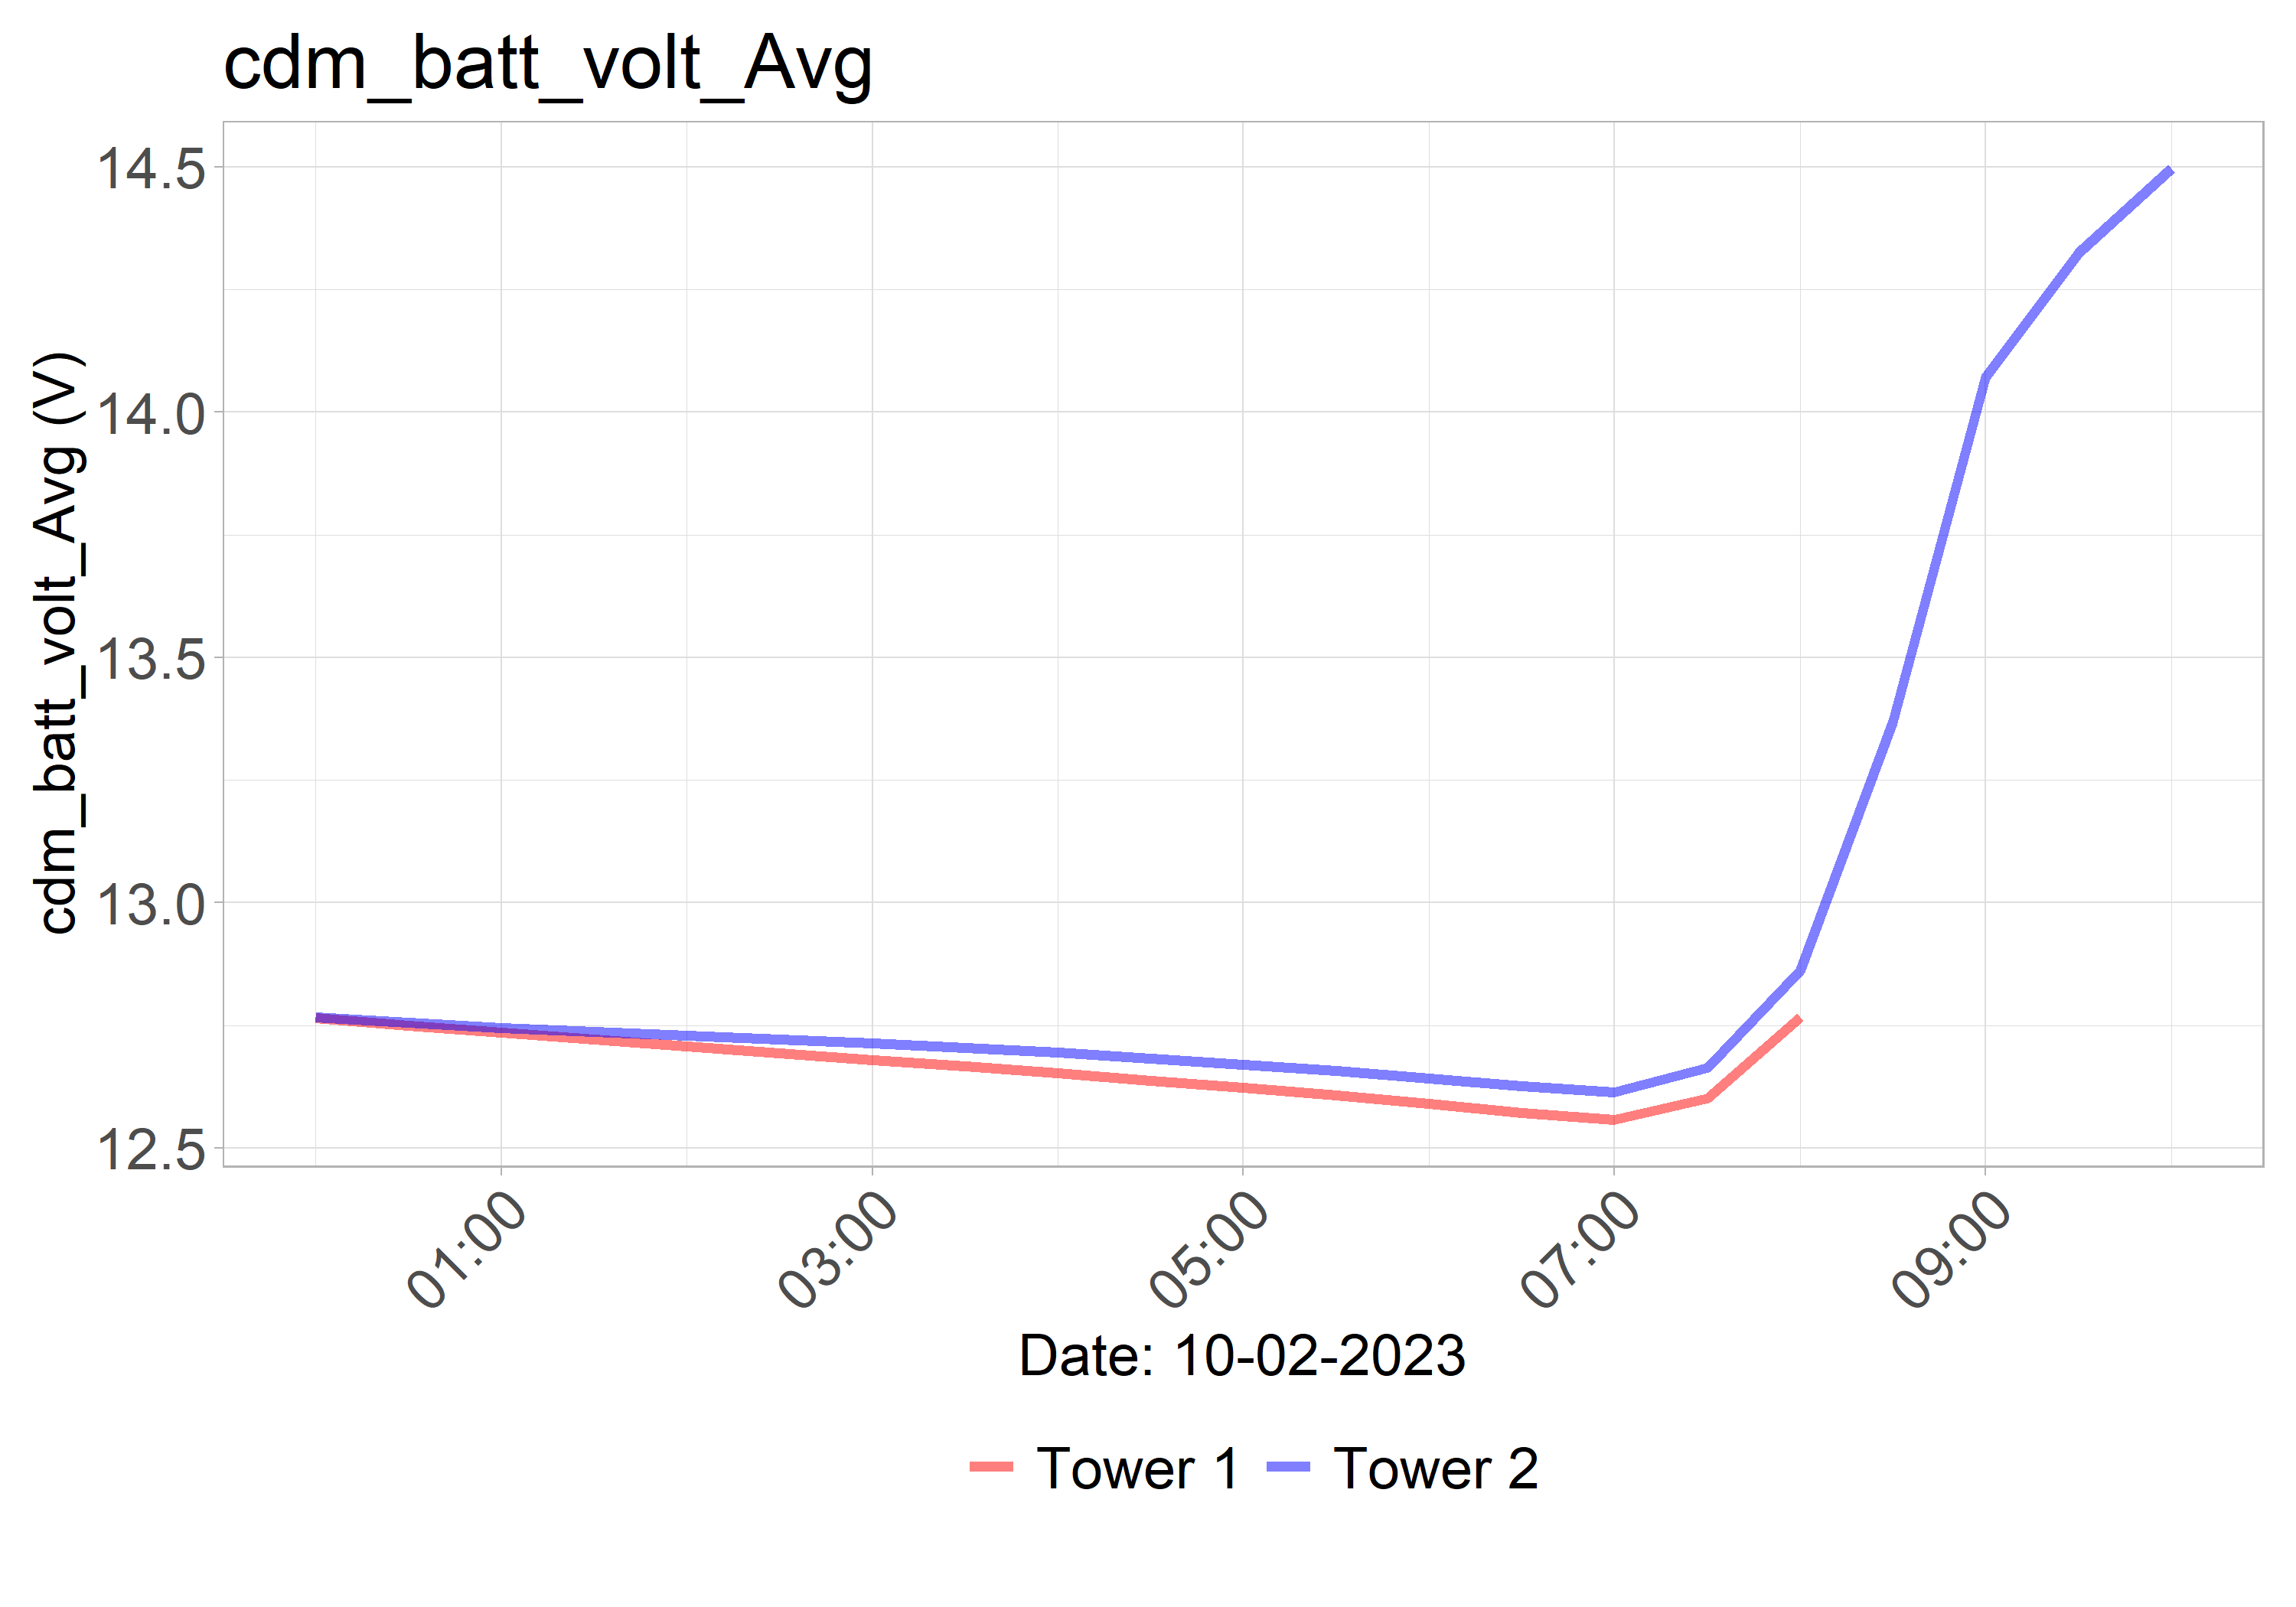 cdm_batt_volt_Avg
cdm_batt_volt_Avg (V)
14.5
14.0
13.5
13.0
12.5
01:00 03:00 05:00 07:00 09:00
Date: 10-02-2023
Tower 1 Tower 2